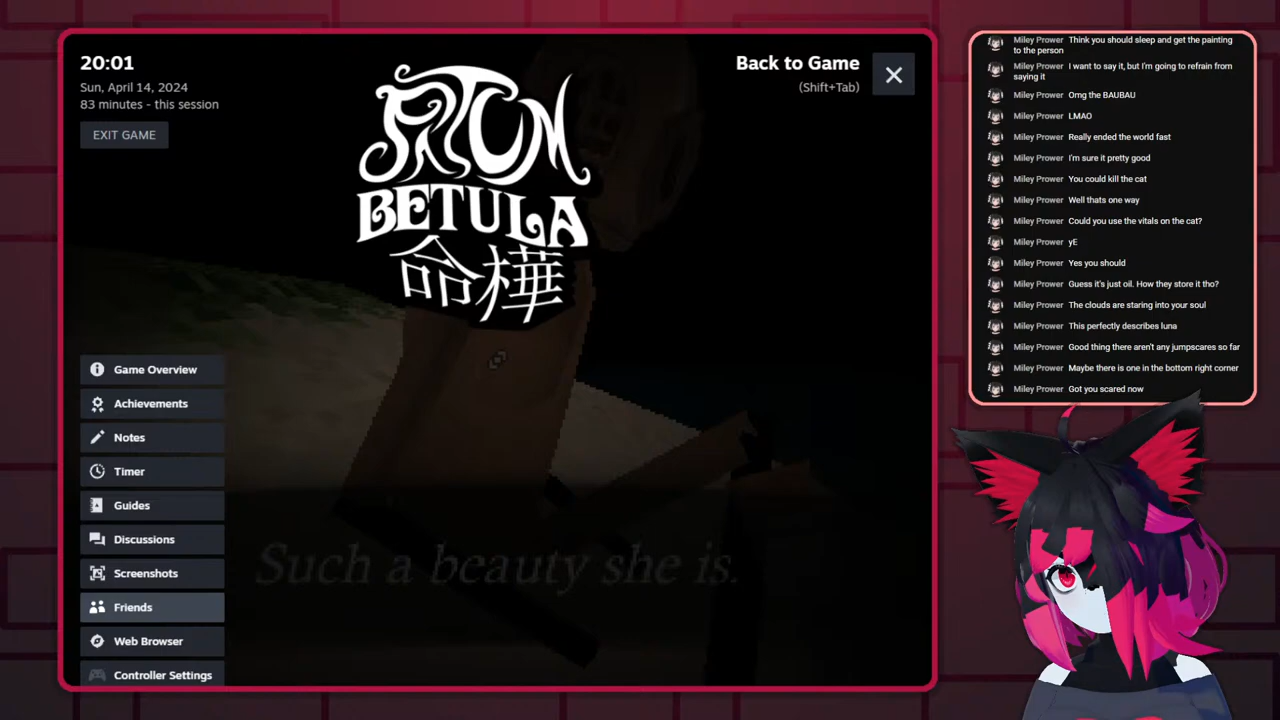 20:01
Sun, April 14, 2024
83 minutes - this session
EXIT GAME
Back to Game
(Shift+Tab)
FATUM
BETULA
命樺
Game Overview
Achievements
Notes
Timer
Guides
Discussions
Screenshots
Friends
Web Browser
Controller Settings
Such a beauty she is.
Miley Prower Think you should sleep and get the painting
to the person
Miley Prower I want to say it, but I'm going to refrain from
saying it
Miley Prower Omg the BAUBAU
Miley Prower LMAO
Miley Prower Really ended the world fast
Miley Prower I'm sure it pretty good
Miley Prower You could kill the cat
Miley Prower Well thats one way
Miley Prower Could you use the vitals on the cat?
Miley Prower yE
Miley Prower Yes you should
Miley Prower Guess it's just oil. How they store it tho?
Miley Prower The clouds are staring into your soul
Miley Prower This perfectly describes luna
Miley Prower Good thing there aren't any jumpscares so far
Miley Prower Maybe there is one in the bottom right corner
Miley Prower Got you scared now